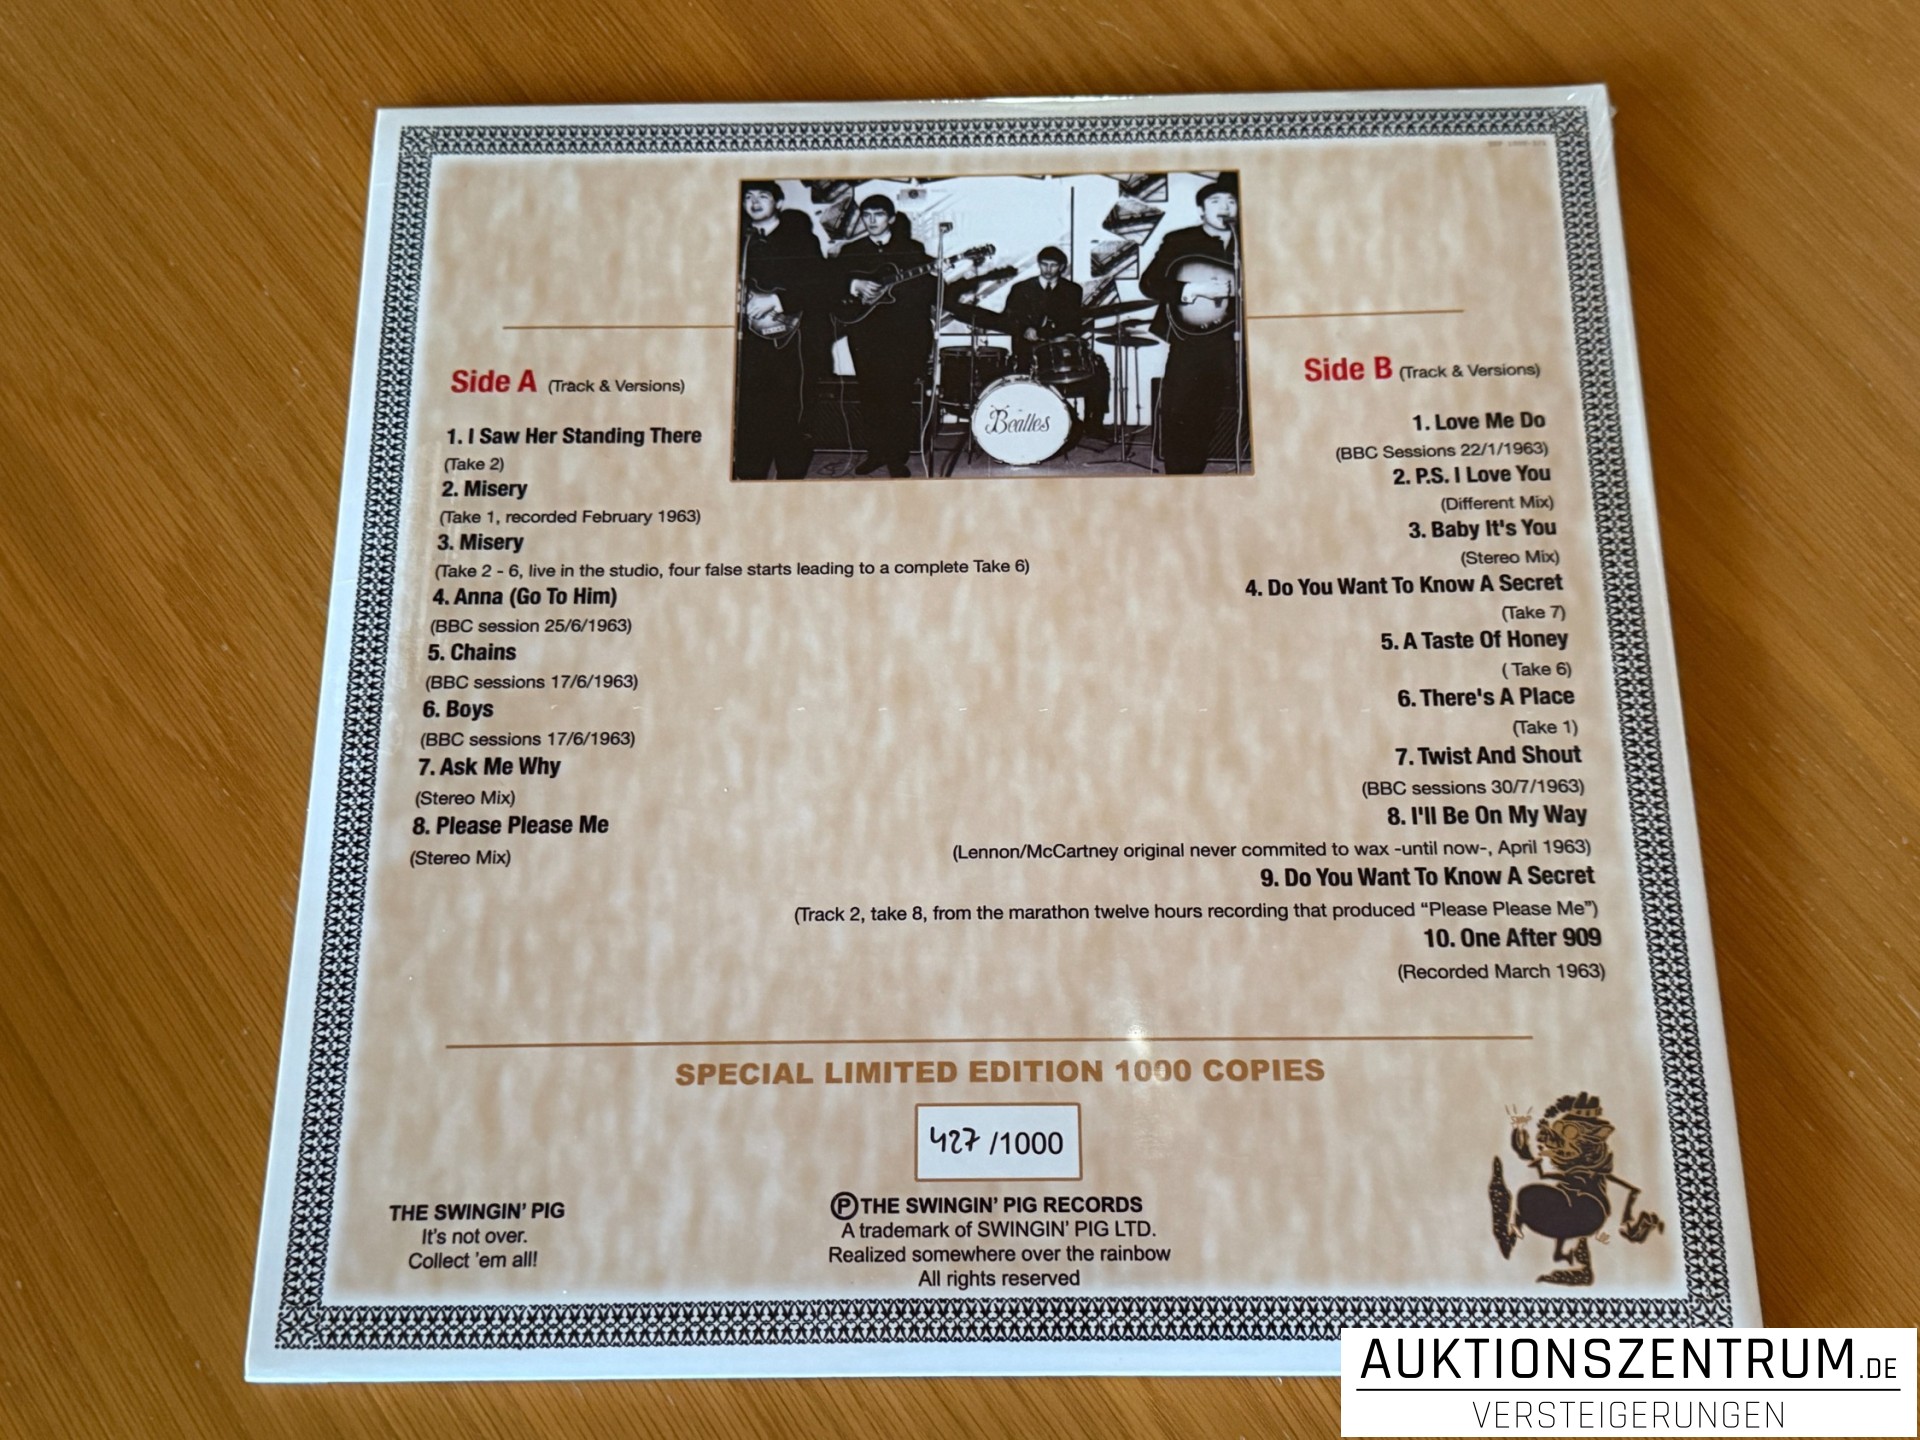 Beatles
Side A (Track & Versions)
1. I Saw Her Standing There
(Take 2)
2. Misery
(Take 1, recorded February 1963)
3. Misery
(Take 2 - 6, live in the studio, four false starts leading to a complete Take 6)
4. Anna (Go To Him)
(BBC session 25/6/1963)
5. Chains
(BBC sessions 17/6/1963)
6. Boys
(BBC sessions 17/6/1963)
7. Ask Me Why
(Stereo Mix)
8. Please Please Me
(Stereo Mix)
Side B (Track & Versions)
1. Love Me Do
(BBC Sessions 22/1/1963)
2. P.S. I Love You
(Different Mix)
3. Baby It's You
(Stereo Mix)
4. Do You Want To Know A Secret
(Take 7)
5. A Taste Of Honey
( Take 6)
6. There's A Place
(Take 1)
7. Twist And Shout
(BBC sessions 30/7/1963)
8. I'll Be On My Way
(Lennon/McCartney original never commited to wax -until now-, April 1963)
9. Do You Want To Know A Secret
(Track 2, take 8, from the marathon twelve hours recording that produced “Please Please Me”)
10. One After 909
(Recorded March 1963)
SPECIAL LIMITED EDITION 1000 COPIES
427 /1000
THE SWINGIN' PIG
It's not over.
Collect 'em all!
℗ THE SWINGIN' PIG RECORDS
A trademark of SWINGIN' PIG LTD.
Realized somewhere over the rainbow
All rights reserved
AUKTIONSZENTRUM.DE
VERSTEIGERUNGEN